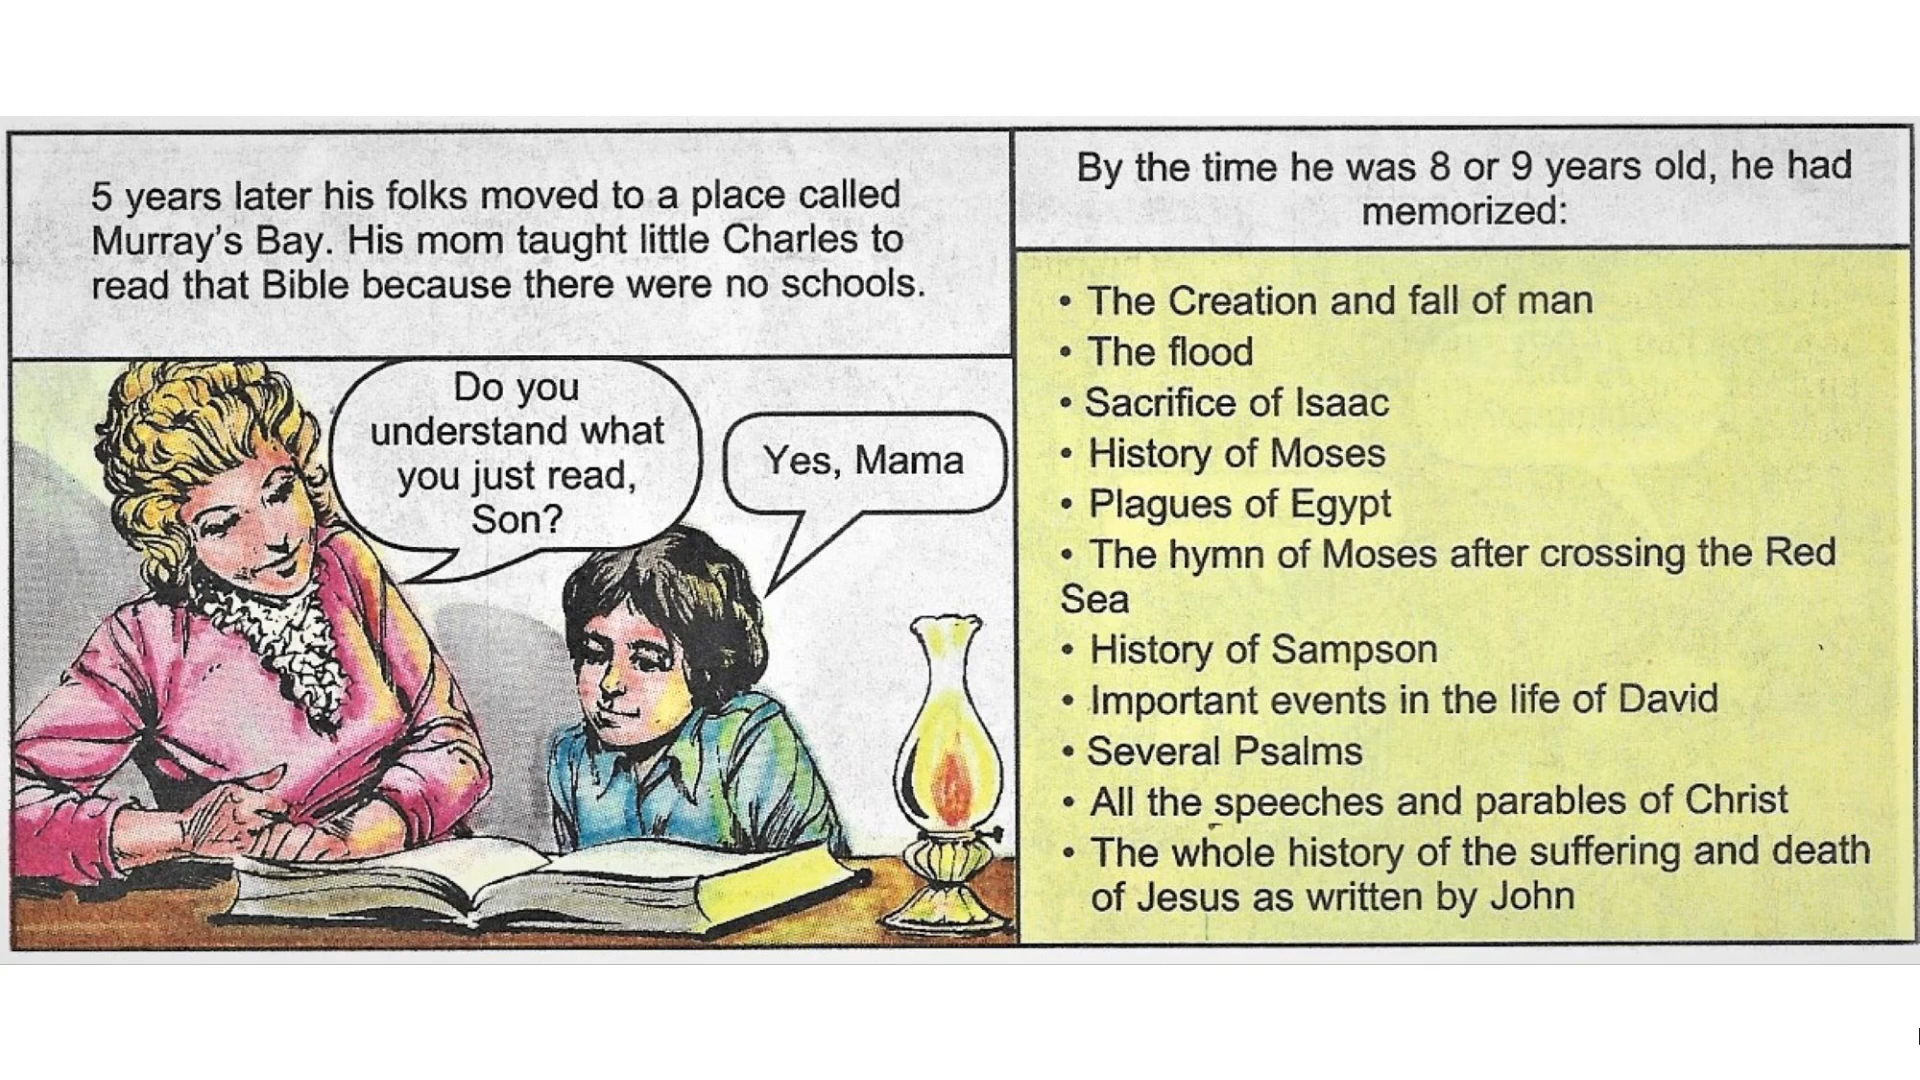 5 years later his folks moved to a place called
Murray's Bay. His mom taught little Charles to
read that Bible because there were no schools.
Do you
understand what
you just read,
Son?
Yes, Mama
By the time he was 8 or 9 years old, he had
memorized:
• The Creation and fall of man
• The flood
• Sacrifice of Isaac
• History of Moses
• Plagues of Egypt
• The hymn of Moses after crossing the Red
Sea
• History of Sampson
• Important events in the life of David
• Several Psalms
• All the speeches and parables of Christ
• The whole history of the suffering and death
of Jesus as written by John